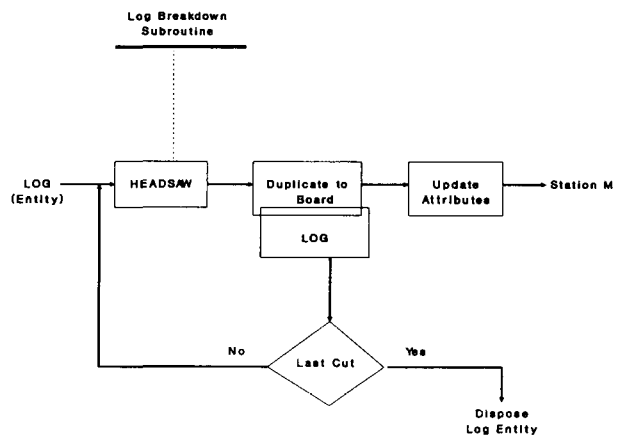 Log Breakdown
Subroutine
LOG
(Entity)
HEADSAW
Duplicate to
Board
Update
Attributes
Station M
LOG
No
Last Cut
Yes
Dispose
Log Entity